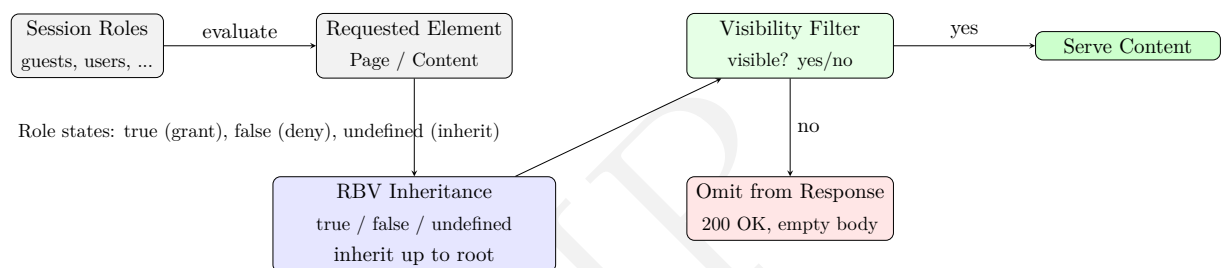 Session Roles
guests, users, ...
evaluate
Requested Element
Page / Content
Visibility Filter
visible? yes/no
yes
Serve Content
Role states: true (grant), false (deny), undefined (inherit)
no
RBV Inheritance
true / false / undefined
inherit up to root
Omit from Response
200 OK, empty body